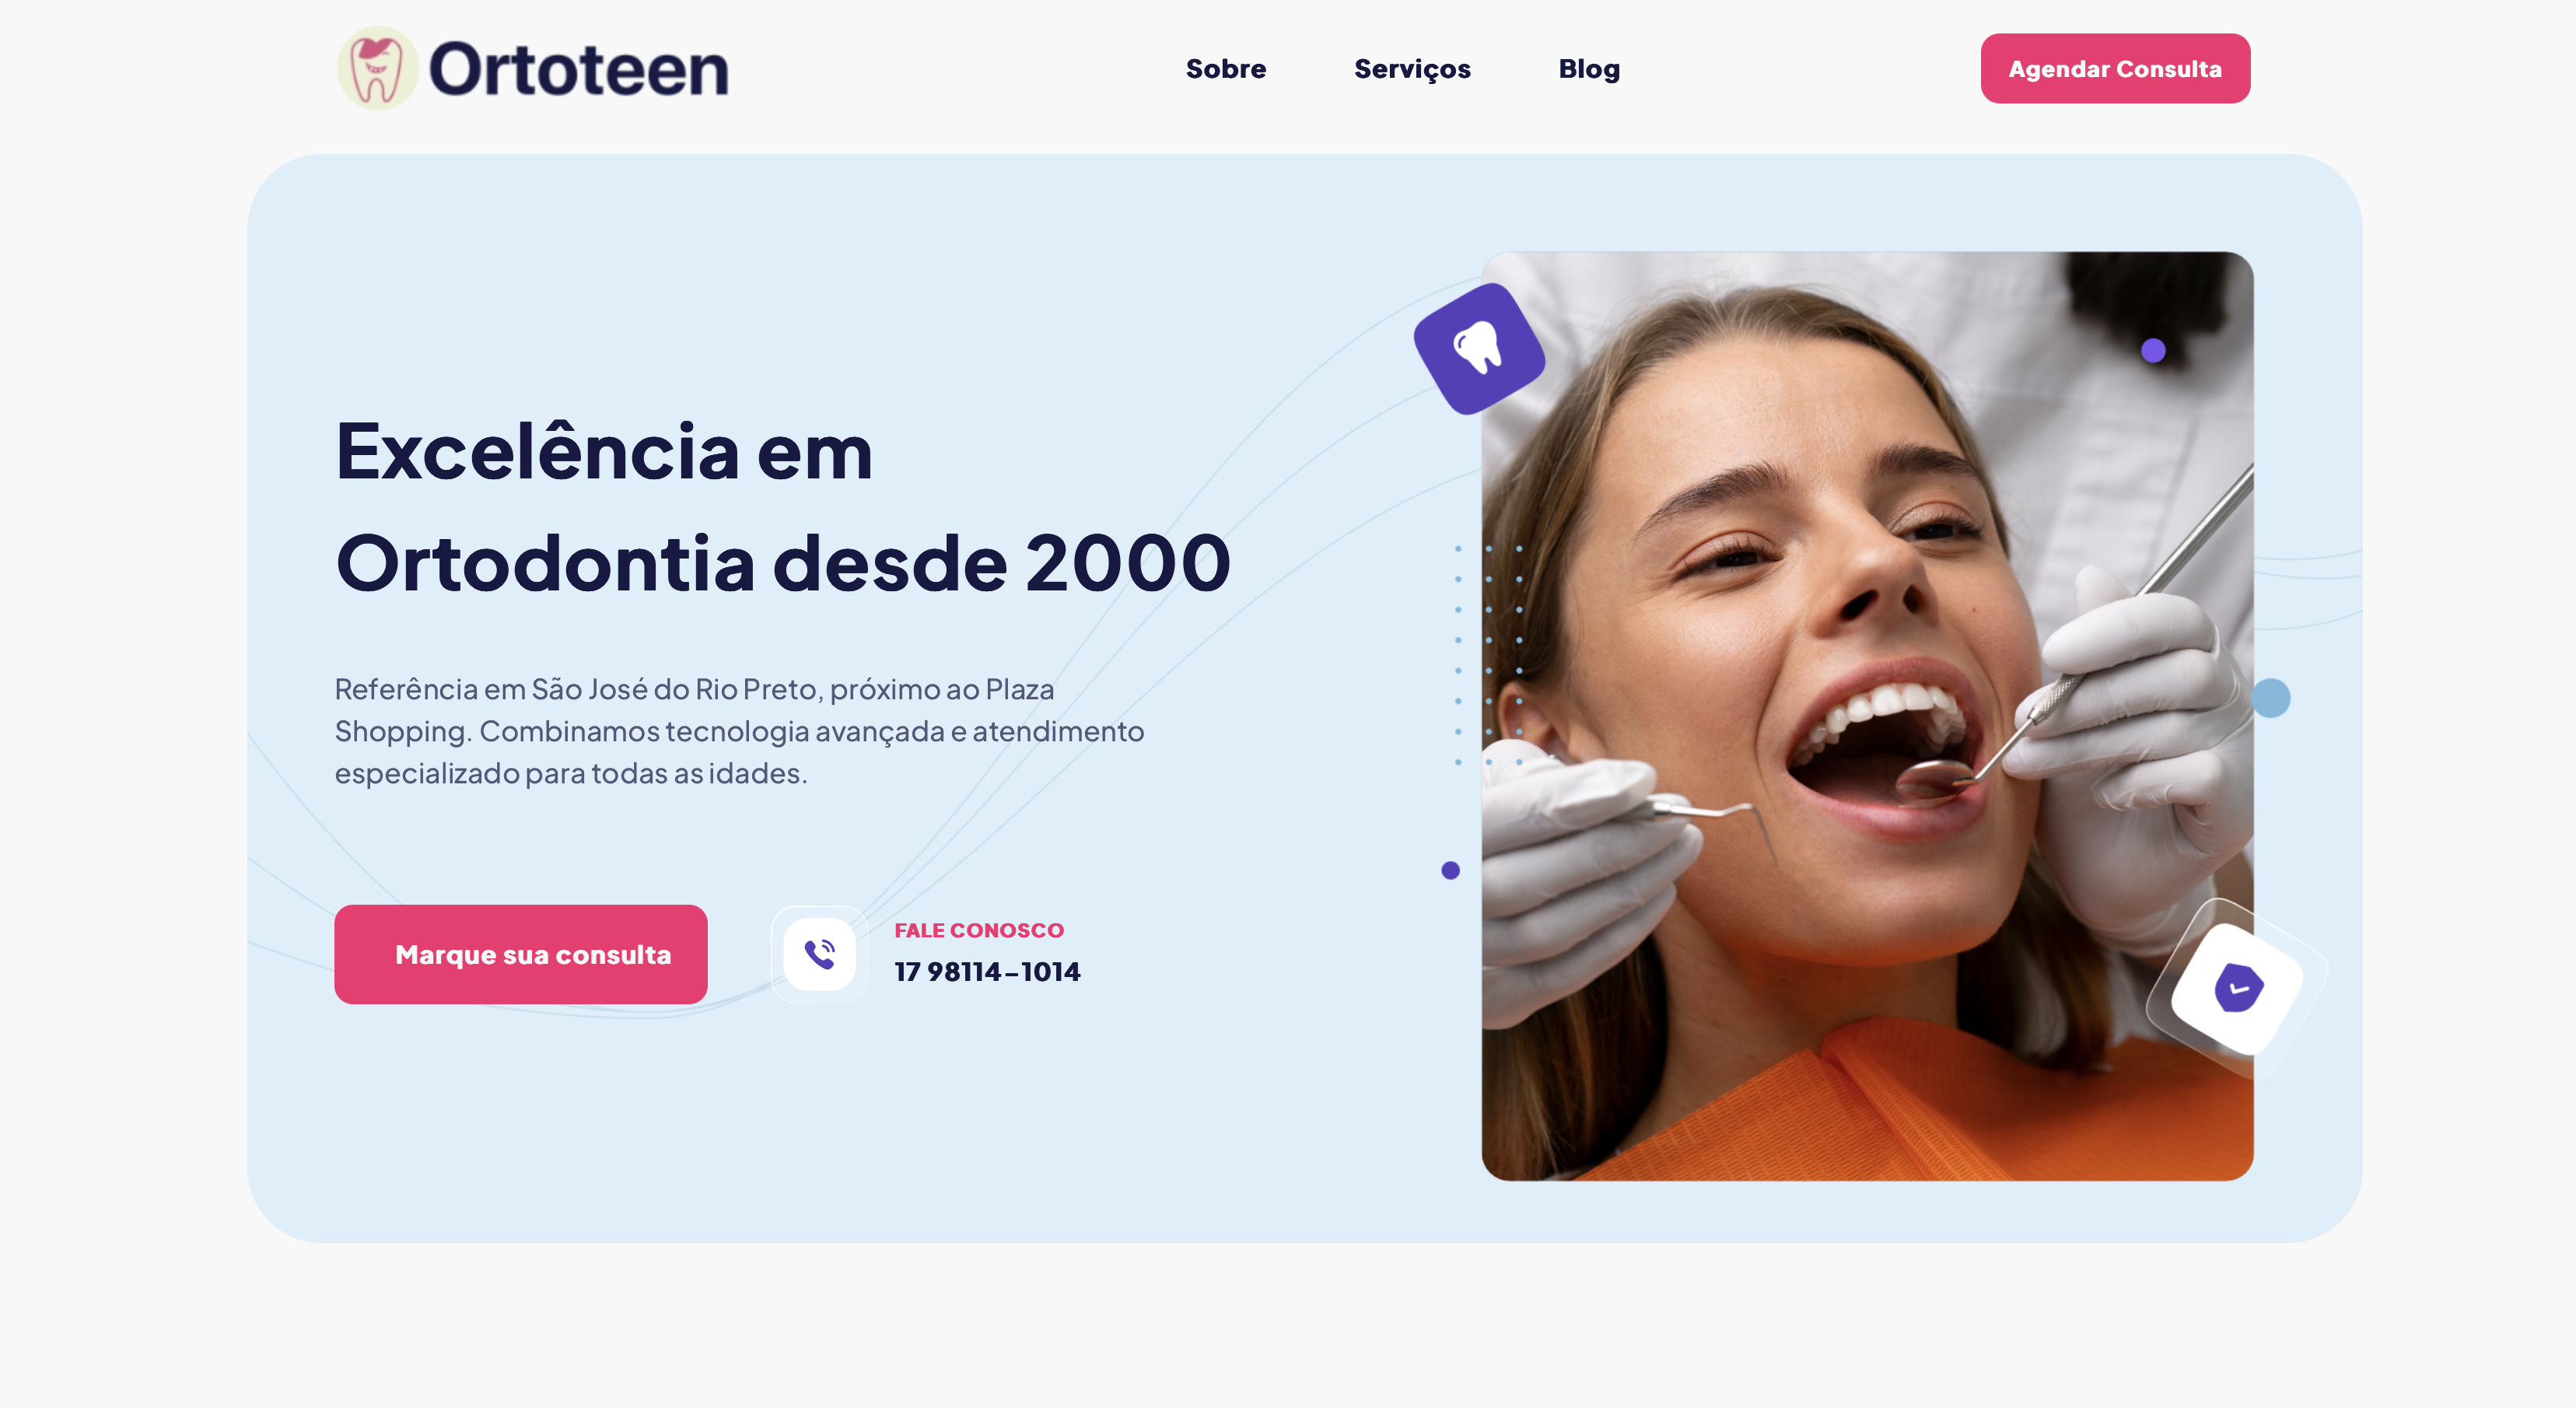 Ortoteen
Sobre
Serviços
Blog
Agendar Consulta
Excelência em
Ortodontia desde 2000
Referência em São José do Rio Preto, próximo ao Plaza
Shopping. Combinamos tecnologia avançada e atendimento
especializado para todas as idades.
Marque sua consulta
FALE CONOSCO
17 98114-1014